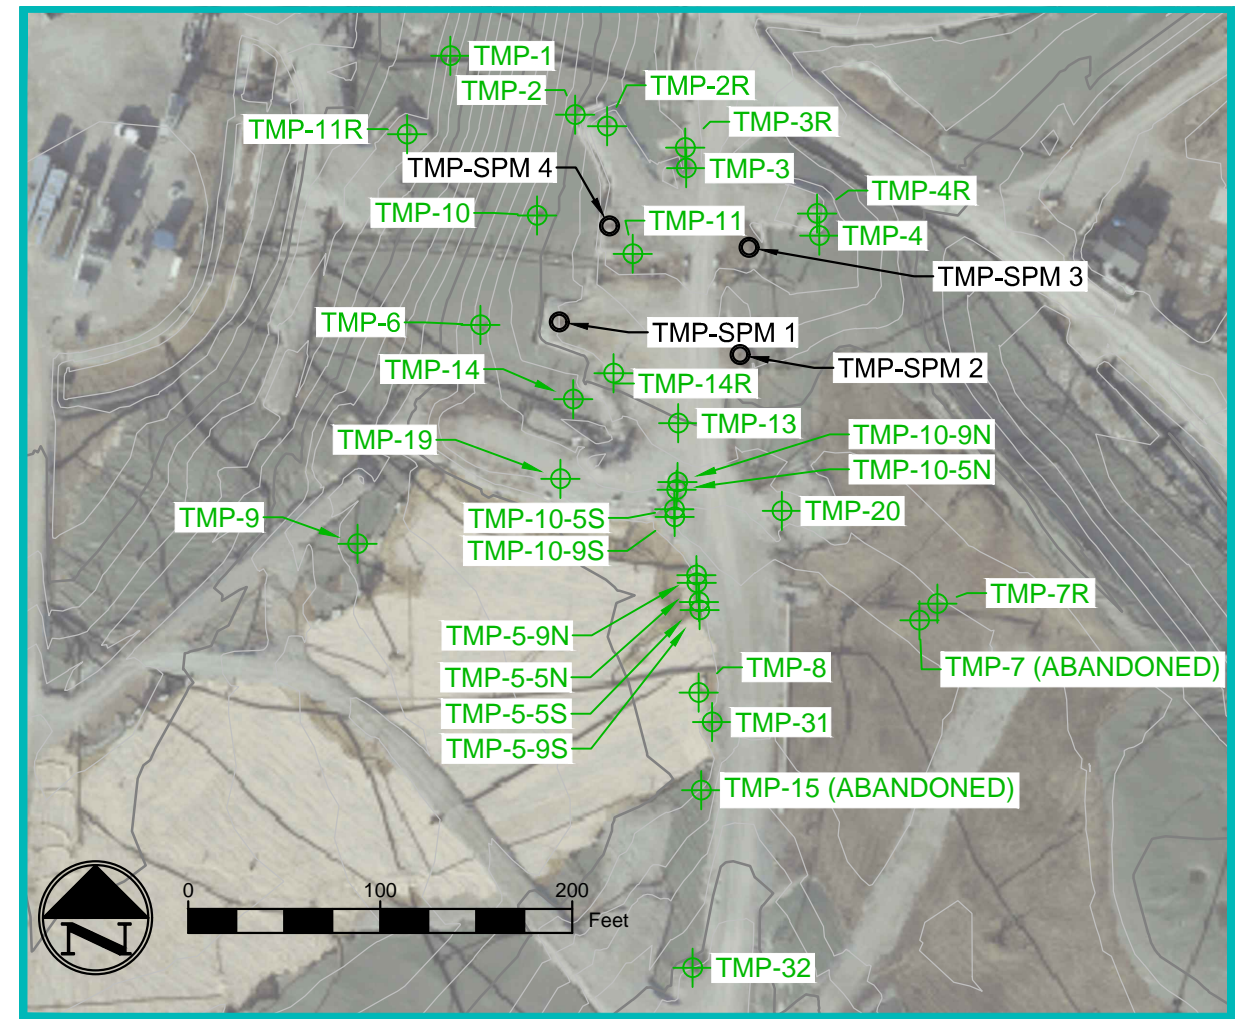 TMP-1
TMP-2R
TMP-2
TMP-3R
TMP-11R
TMP-SPM 4
TMP-3
TMP-4R
TMP-10
TMP-11
TMP-4
TMP-SPM 3
TMP-6
TMP-SPM 1
TMP-SPM 2
TMP-14
TMP-14R
TMP-13
TMP-19
TMP-10-9N
TMP-10-5N
TMP-9
TMP-10-5S
TMP-20
TMP-10-9S
TMP-7R
TMP-5-9N
TMP-8
TMP-7 (ABANDONED)
TMP-5-5N
TMP-5-5S
TMP-31
TMP-5-9S
TMP-15 (ABANDONED)
0 100 200
Feet
N
TMP-32